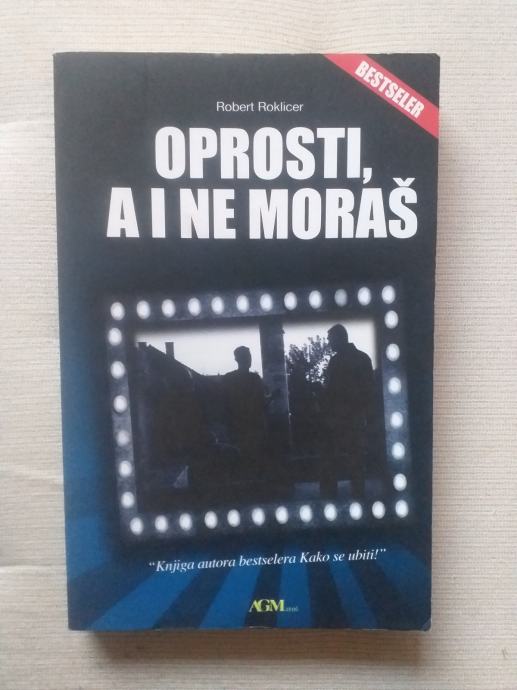 BESTSELER
Robert Roklicer
OPROSTI,
A I NE MORAŠ
“Knjiga autora bestselera Kako se ubiti!”
AGM